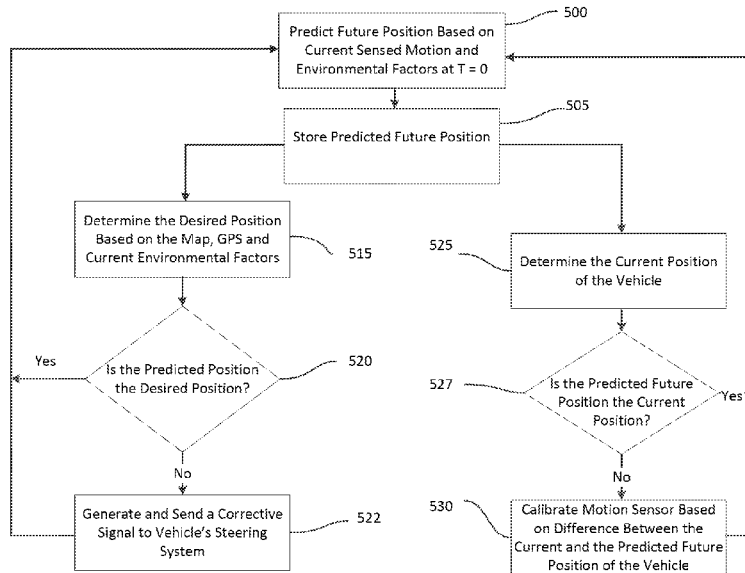 Predict Future Position Based on
Current Sensed Motion and
Environmental Factors at T = 0
500
Store Predicted Future Position
505
Determine the Desired Position
Based on the Map, GPS and
Current Environmental Factors
515
525
Determine the Current Position
of the Vehicle
Yes
Is the Predicted Position
the Desired Position?
520
527
Is the Predicted Future
Position the Current
Position?
Yes
No
No
Generate and Send a Corrective
Signal to Vehicle's Steering
System
522
530
Calibrate Motion Sensor Based
on Difference Between the
Current and the Predicted Future
Position of the Vehicle